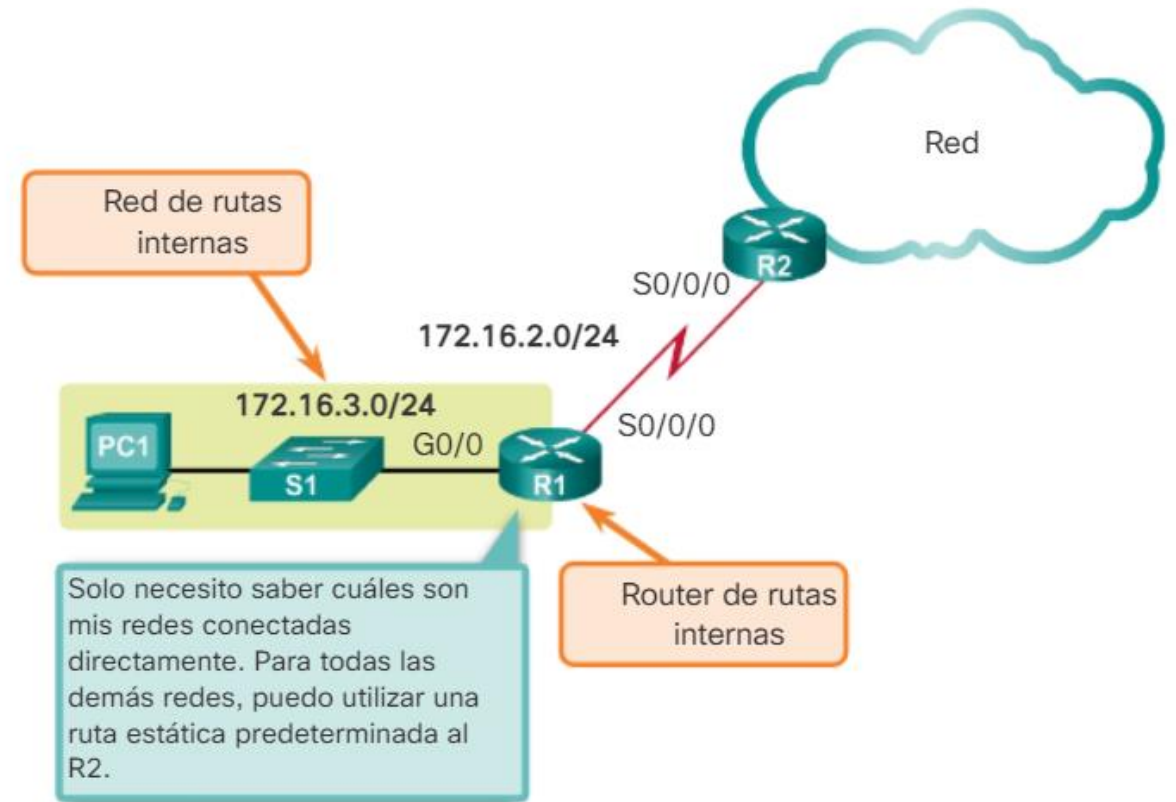 Red
Red de rutas
internas
R2
S0/0/0
172.16.2.0/24
172.16.3.0/24
S0/0/0
PC1
G0/0
S1
R1
Solo necesito saber cuáles son
mis redes conectadas
directamente. Para todas las
demás redes, puedo utilizar una
ruta estática predeterminada al
R2.
Router de rutas
internas